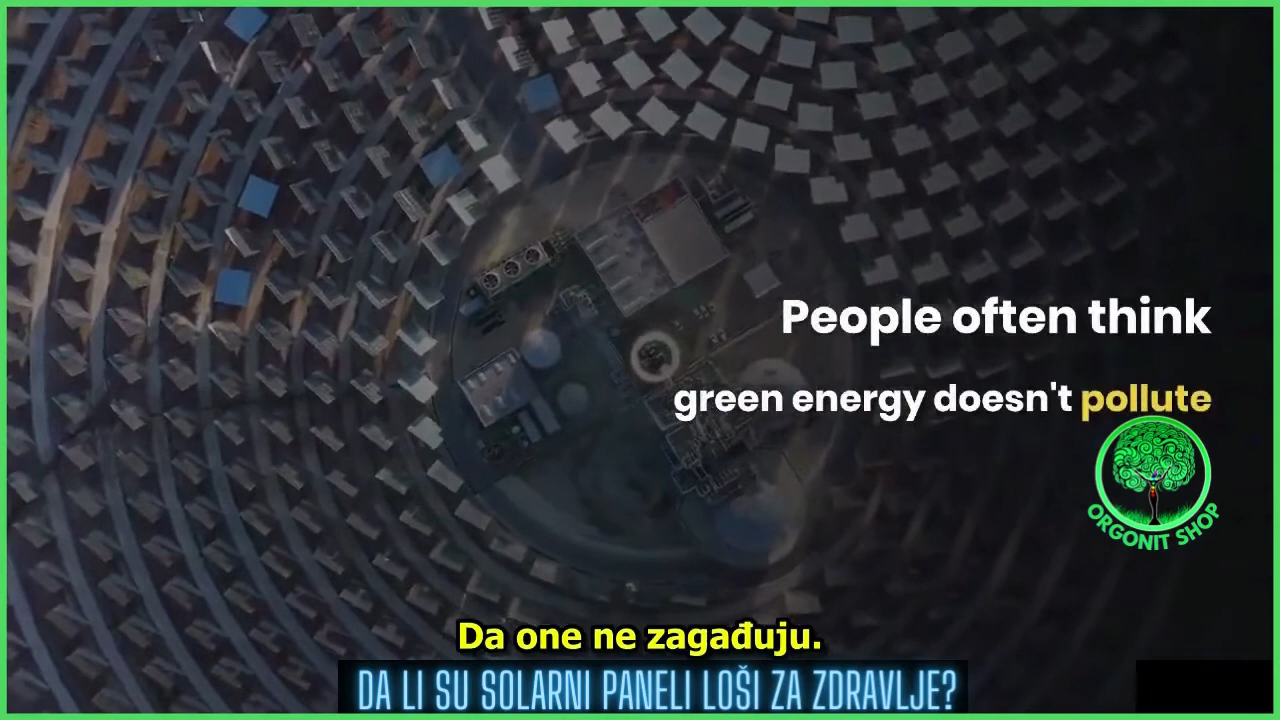 People often think
green energy doesn't pollute
ORGONIT SHOP
Da one ne zagađuju.
DA LI SU SOLARNI PANELI LOŠI ZA ZDRAVLJE?